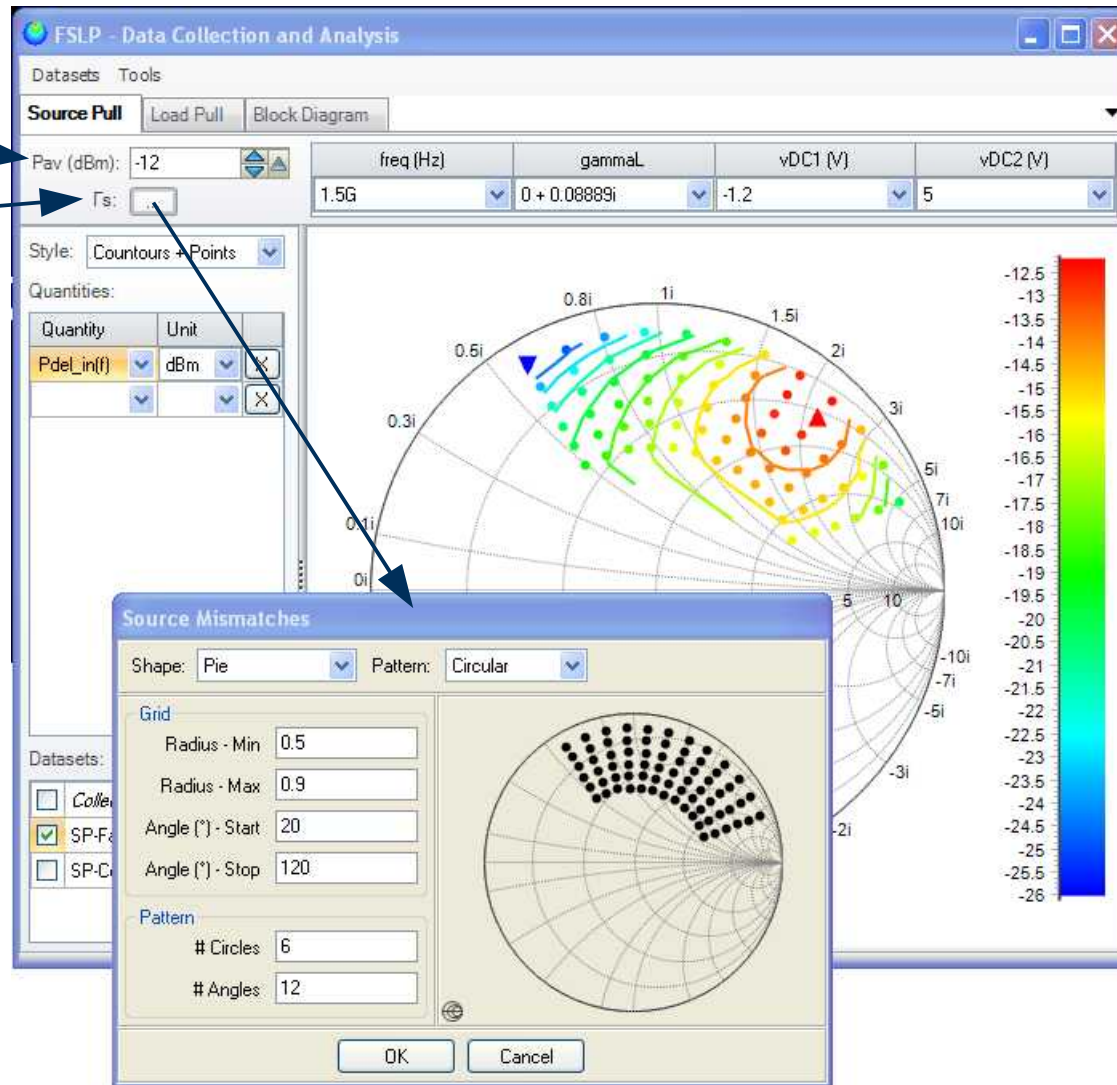 FSLP - Data Collection and Analysis
Datasets Tools
Source Pull Load Pull Block Diagram
Pav (dBm): -12
Γs: ...
freq (Hz) gammaL vDC1 (V) vDC2 (V)
1.5G 0 + 0.08889i -1.2 5
Style: Countours + Points
Quantities:
Quantity Unit
Pdel_in(f) dBm X
X
0i
0.1i
0.3i
0.5i
0.8i
1i
1.5i
2i
3i
5i
7i
10i
5 10
-10i
-7i
-5i
-3i
-2i
-12.5
-13
-13.5
-14
-14.5
-15
-15.5
-16
-16.5
-17
-17.5
-18
-18.5
-19
-19.5
-20
-20.5
-21
-21.5
-22
-22.5
-23
-23.5
-24
-24.5
-25
-25.5
-26
Datasets:
Source Mismatches
Shape: Pie Pattern: Circular
Grid
Radius - Min 0.5
Radius - Max 0.9
Angle (°) - Start 20
Angle (°) - Stop 120
Pattern
# Circles 6
# Angles 12
OK Cancel